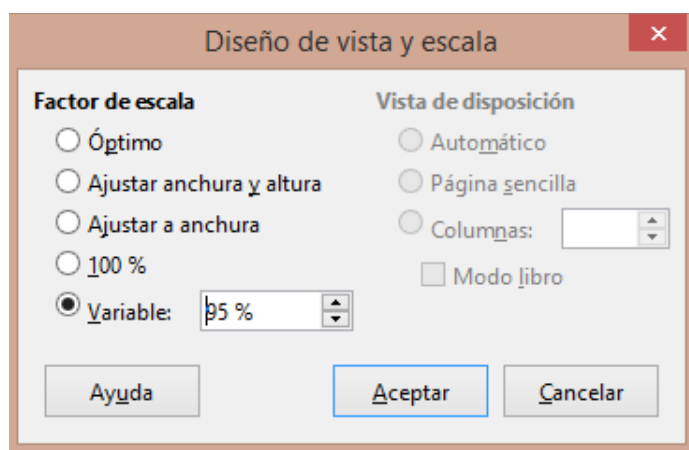 Diseño de vista y escala
Factor de escala
Óptimo
Ajustar anchura y altura
Ajustar a anchura
100 %
Variable: 95 %
Vista de disposición
Automático
Página sencilla
Columnas:
Modo libro
Ayuda
Aceptar
Cancelar